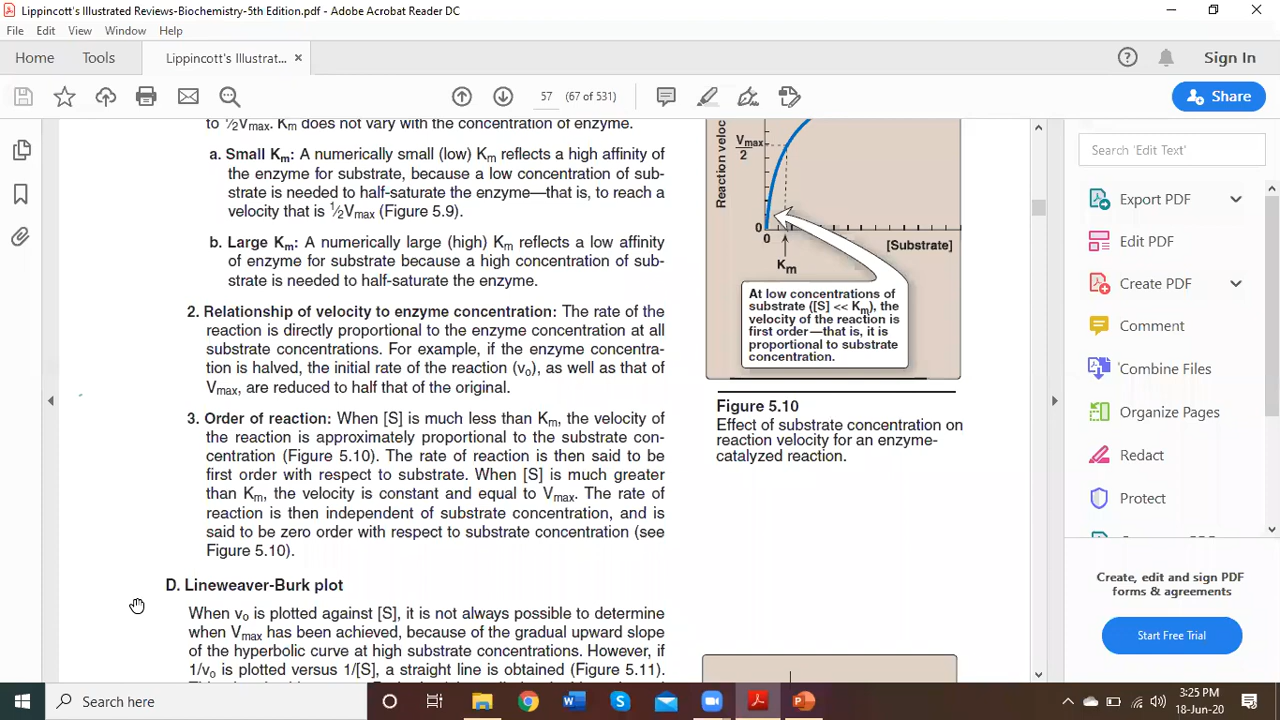 Lippincott's Illustrated Reviews-Biochemistry-5th Edition.pdf - Adobe Acrobat Reader DC
File Edit View Window Help
Home Tools Lippincott's Illustrat... ×
Sign In
57 (67 of 531)
Share
to ½Vmax. Km does not vary with the concentration of enzyme.
a. Small Km: A numerically small (low) Km reflects a high affinity
of the enzyme for substrate, because a low concentration of sub-
strate is needed to half-saturate the enzyme—that is, to reach a
velocity that is ½Vmax (Figure 5.9).
b. Large Km: A numerically large (high) Km reflects a low affinity
of enzyme for substrate because a high concentration of sub-
strate is needed to half-saturate the enzyme.
2. Relationship of velocity to enzyme concentration: The rate of the
reaction is directly proportional to the enzyme concentration at all
substrate concentrations. For example, if the enzyme concentra-
tion is halved, the initial rate of the reaction (vo), as well as that of
Vmax, are reduced to half that of the original.
3. Order of reaction: When [S] is much less than Km, the velocity of
the reaction is approximately proportional to the substrate con-
centration (Figure 5.10). The rate of reaction is then said to be
first order with respect to substrate. When [S] is much greater
than Km, the velocity is constant and equal to Vmax. The rate of
reaction is then independent of substrate concentration, and is
said to be zero order with respect to substrate concentration (see
Figure 5.10).
D. Lineweaver-Burk plot
When vo is plotted against [S], it is not always possible to determine
when Vmax has been achieved, because of the gradual upward slope
of the hyperbolic curve at high substrate concentrations. However, if
1/vo is plotted versus 1/[S], a straight line is obtained (Figure 5.11).
Reaction veloc
Vmax
2
0
0
[Substrate]
Km
At low concentrations of
substrate ([S] << Km), the
velocity of the reaction is
first order—that is, it is
proportional to substrate
concentration.
Figure 5.10
Effect of substrate concentration on
reaction velocity for an enzyme-
catalyzed reaction.
Search 'Edit Text'
Export PDF
Edit PDF
Create PDF
Comment
Combine Files
Organize Pages
Redact
Protect
Create, edit and sign PDF
forms & agreements
Start Free Trial
Search here
3:25 PM
18-Jun-20